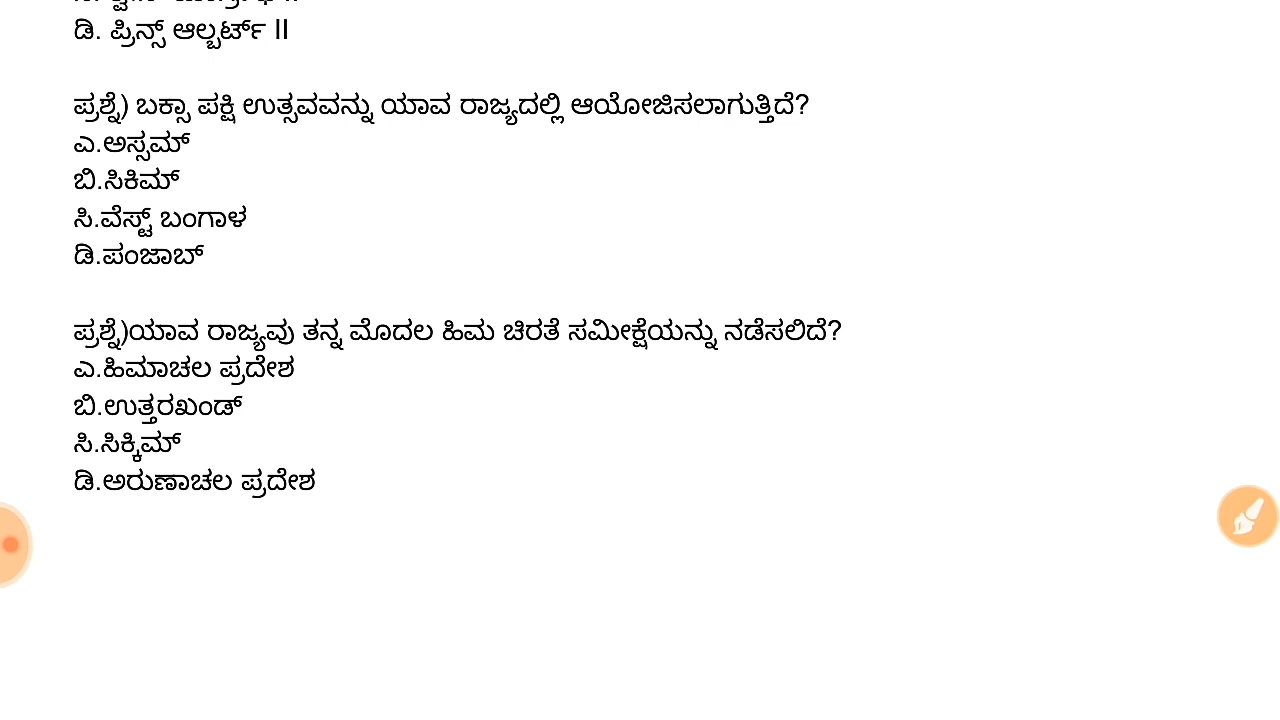 ಡಿ. ಪ್ರಿನ್ಸ್ ಆಲ್ಬರ್ಟ್ II
ಪ್ರಶ್ನೆ) ಬಕ್ಸಾ ಪಕ್ಷಿ ಉತ್ಸವವನ್ನು ಯಾವ ರಾಜ್ಯದಲ್ಲಿ ಆಯೋಜಿಸಲಾಗುತ್ತಿದೆ?
ಎ.ಅಸ್ಸಮ್
ಬಿ.ಸಿಕಿಮ್
ಸಿ.ವೆಸ್ಟ್ ಬಂಗಾಳ
ಡಿ.ಪಂಜಾಬ್
ಪ್ರಶ್ನೆ)ಯಾವ ರಾಜ್ಯವು ತನ್ನ ಮೊದಲ ಹಿಮ ಚಿರತೆ ಸಮೀಕ್ಷೆಯನ್ನು ನಡೆಸಲಿದೆ?
ಎ.ಹಿಮಾಚಲ ಪ್ರದೇಶ
ಬಿ.ಉತ್ತರಖಂಡ್
ಸಿ.ಸಿಕ್ಕಿಮ್
ಡಿ.ಅರುಣಾಚಲ ಪ್ರದೇಶ